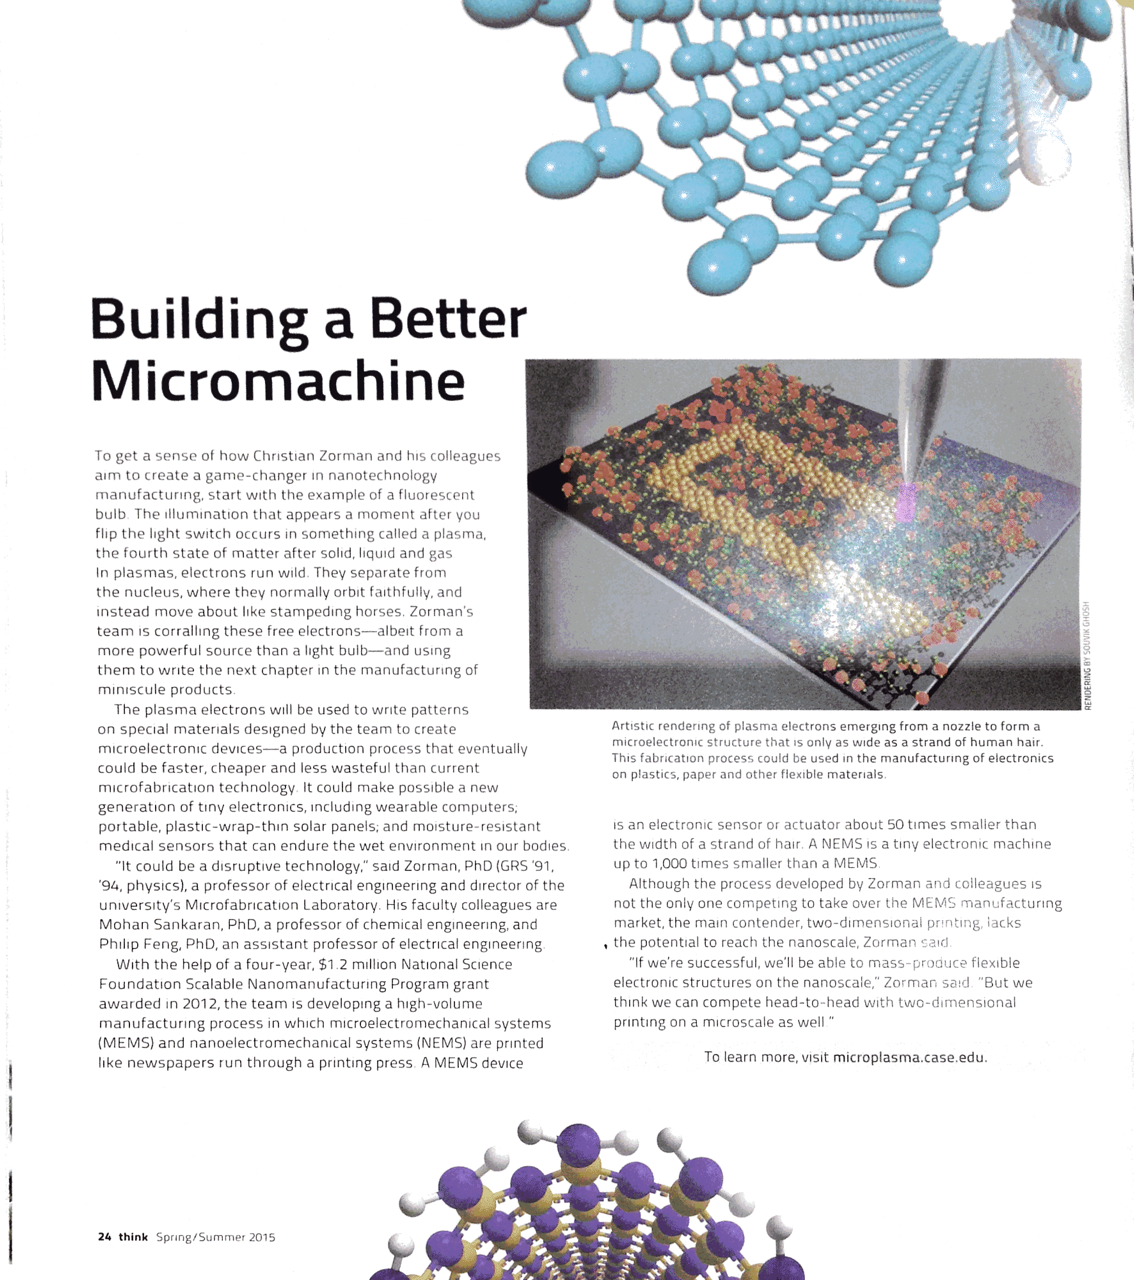 Building a Better
Micromachine
To get a sense of how Christian Zorman and his colleagues
aim to create a game-changer in nanotechnology
manufacturing, start with the example of a fluorescent
bulb. The illumination that appears a moment after you
flip the light switch occurs in something called a plasma,
the fourth state of matter after solid, liquid and gas
In plasmas, electrons run wild. They separate from
the nucleus, where they normally orbit faithfully, and
instead move about like stampeding horses. Zorman's
team is corralling these free electrons—albeit from a
more powerful source than a light bulb—and using
them to write the next chapter in the manufacturing of
miniscule products.
The plasma electrons will be used to write patterns
on special materials designed by the team to create
microelectronic devices—a production process that eventually
could be faster, cheaper and less wasteful than current
microfabrication technology. It could make possible a new
generation of tiny electronics, including wearable computers;
portable, plastic-wrap-thin solar panels; and moisture-resistant
medical sensors that can endure the wet environment in our bodies.
"It could be a disruptive technology," said Zorman, PhD (GRS '91,
'94, physics), a professor of electrical engineering and director of the
university's Microfabrication Laboratory. His faculty colleagues are
Mohan Sankaran, PhD, a professor of chemical engineering, and
Philip Feng, PhD, an assistant professor of electrical engineering.
With the help of a four-year, $1.2 million National Science
Foundation Scalable Nanomanufacturing Program grant
awarded in 2012, the team is developing a high-volume
manufacturing process in which microelectromechanical systems
(MEMS) and nanoelectromechanical systems (NEMS) are printed
like newspapers run through a printing press. A MEMS device
RENDERING BY SOUVIK GHOSH
Artistic rendering of plasma electrons emerging from a nozzle to form a
microelectronic structure that is only as wide as a strand of human hair.
This fabrication process could be used in the manufacturing of electronics
on plastics, paper and other flexible materials.
is an electronic sensor or actuator about 50 times smaller than
the width of a strand of hair. A NEMS is a tiny electronic machine
up to 1,000 times smaller than a MEMS.
Although the process developed by Zorman and colleagues is
not the only one competing to take over the MEMS manufacturing
market, the main contender, two-dimensional printing, lacks
the potential to reach the nanoscale, Zorman said.
"If we're successful, we'll be able to mass-produce flexible
electronic structures on the nanoscale," Zorman said. "But we
think we can compete head-to-head with two-dimensional
printing on a microscale as well."
To learn more, visit microplasma.case.edu.
24 think Spring/Summer 2015